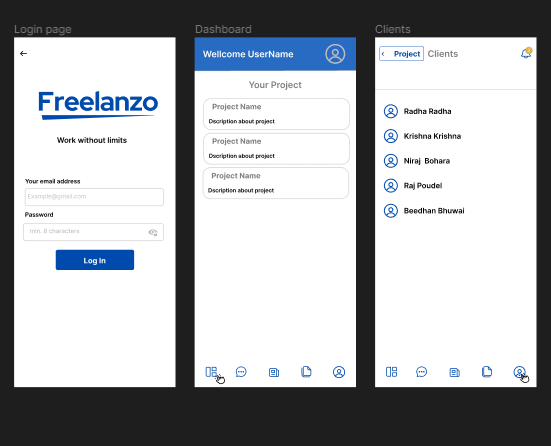 Login page
Freelanzo
Work without limits
Your email address
Example@gmail.com
Password
min. 8 characters
Log In
Dashboard
Wellcome UserName
Your Project
Project Name
Dscription about project
Project Name
Dscription about project
Project Name
Dscription about project
Clients
Project
Clients
Radha Radha
Krishna Krishna
Niraj Bohara
Raj Poudel
Beedhan Bhuwai